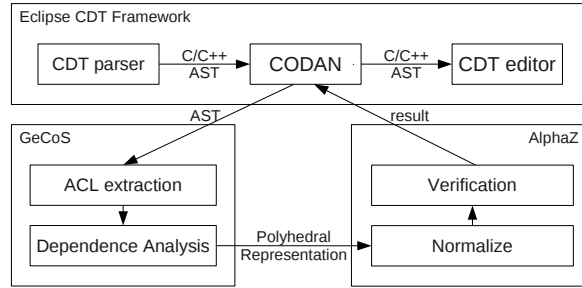 Eclipse CDT Framework
CDT parser
C/C++
AST
CODAN
C/C++
AST
CDT editor
AST
result
GeCoS
AlphaZ
ACL extraction
Verification
Dependence Analysis
Polyhedral
Representation
Normalize